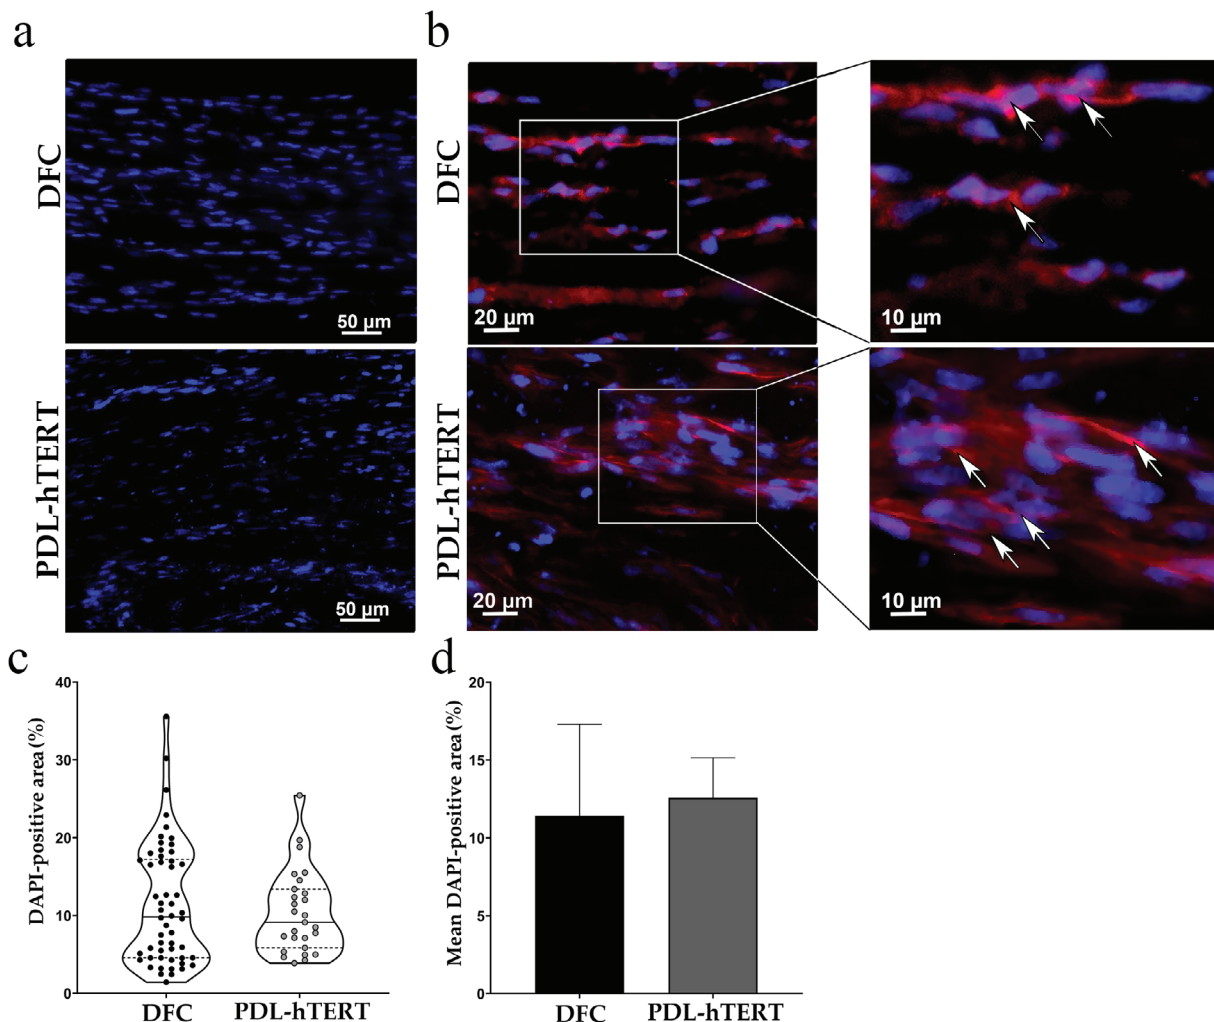 a
b
DFC
50 µm
DFC
20 µm
10 µm
PDL-hTERT
50 µm
PDL-hTERT
20 µm
10 µm
c
DAPI-positive area (%)
40
30
20
10
0
DFC
PDL-hTERT
d
Mean DAPI-positive area (%)
20
15
10
5
0
DFC
PDL-hTERT